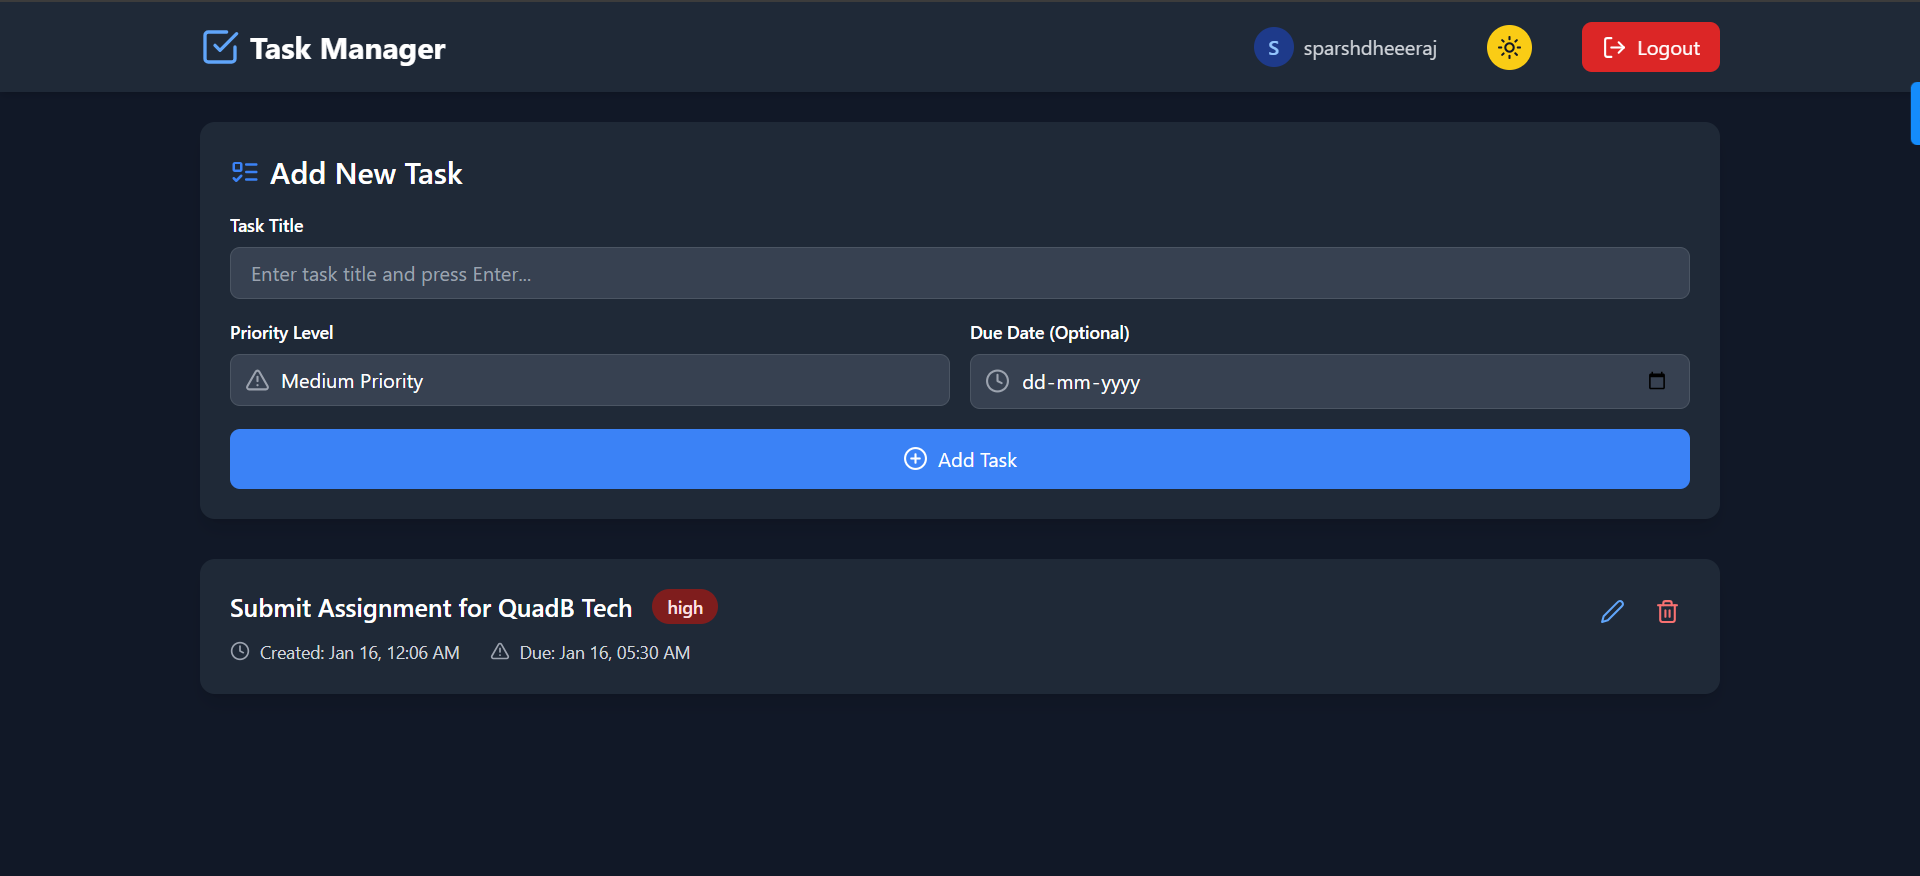 Task Manager
S sparshdheeeraj
Logout
Add New Task
Task Title
Enter task title and press Enter...
Priority Level
Due Date (Optional)
Medium Priority
dd-mm-yyyy
Add Task
Submit Assignment for QuadB Tech high
Created: Jan 16, 12:06 AM Due: Jan 16, 05:30 AM